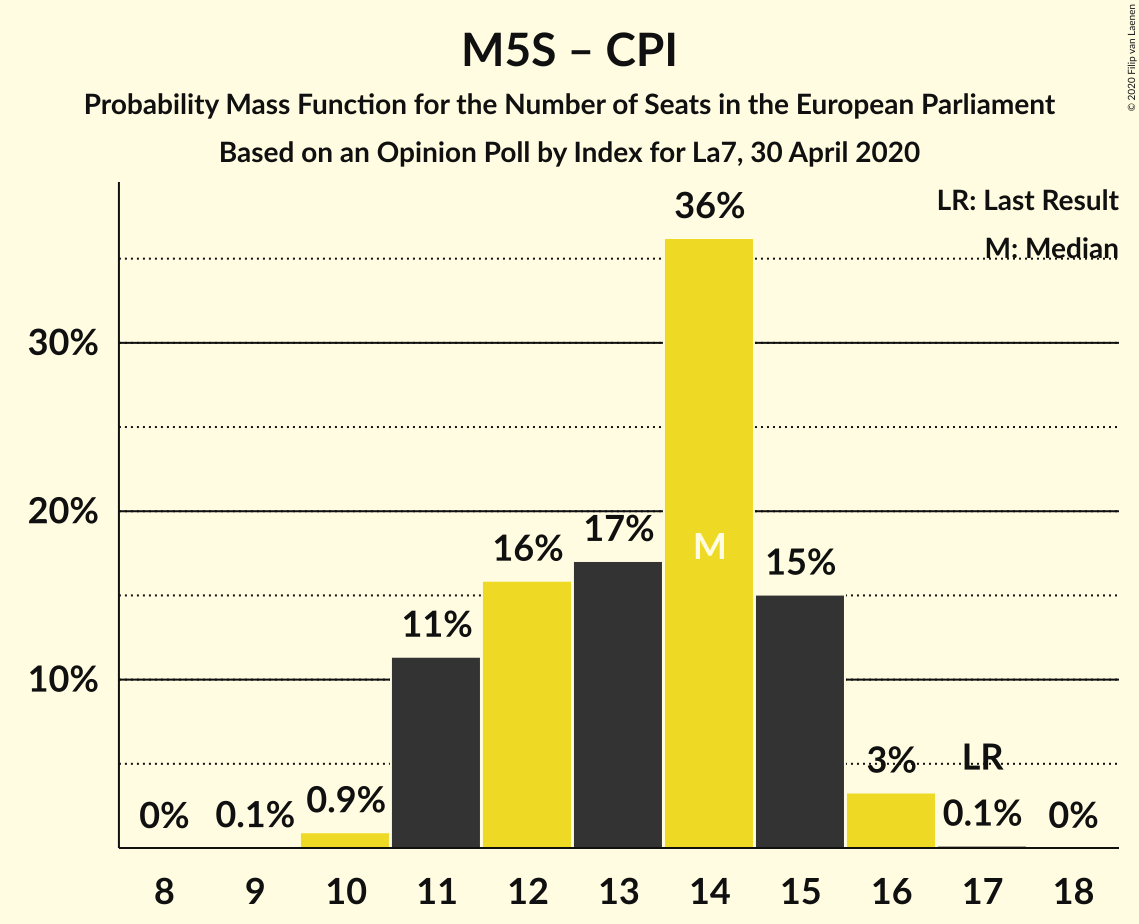 M5S – CPI
Probability Mass Function for the Number of Seats in the European Parliament
Based on an Opinion Poll by Index for La7, 30 April 2020
© 2020 Filip van Laenen
LR: Last Result
M: Median
36%
30%
20%
17%
16%
M
15%
11%
10%
3%
LR
0.9%
0%
0.1%
0.1%
0%
8 9 10 11 12 13 14 15 16 17 18